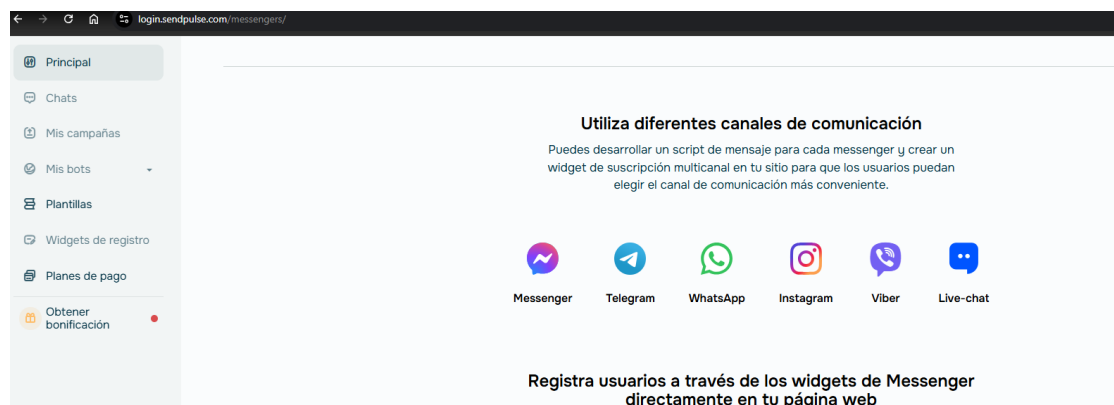 login.sendpulse.com/messengers/
Principal
Chats
Mis campañas
Mis bots
Plantillas
Widgets de registro
Planes de pago
Obtener
bonificación
Utiliza diferentes canales de comunicación
Puedes desarrollar un script de mensaje para cada messenger y crear un
widget de suscripción multicanal en tu sitio para que los usuarios puedan
elegir el canal de comunicación más conveniente.
Messenger Telegram WhatsApp Instagram Viber Live-chat
Registra usuarios a través de los widgets de Messenger
directamente en tu página web